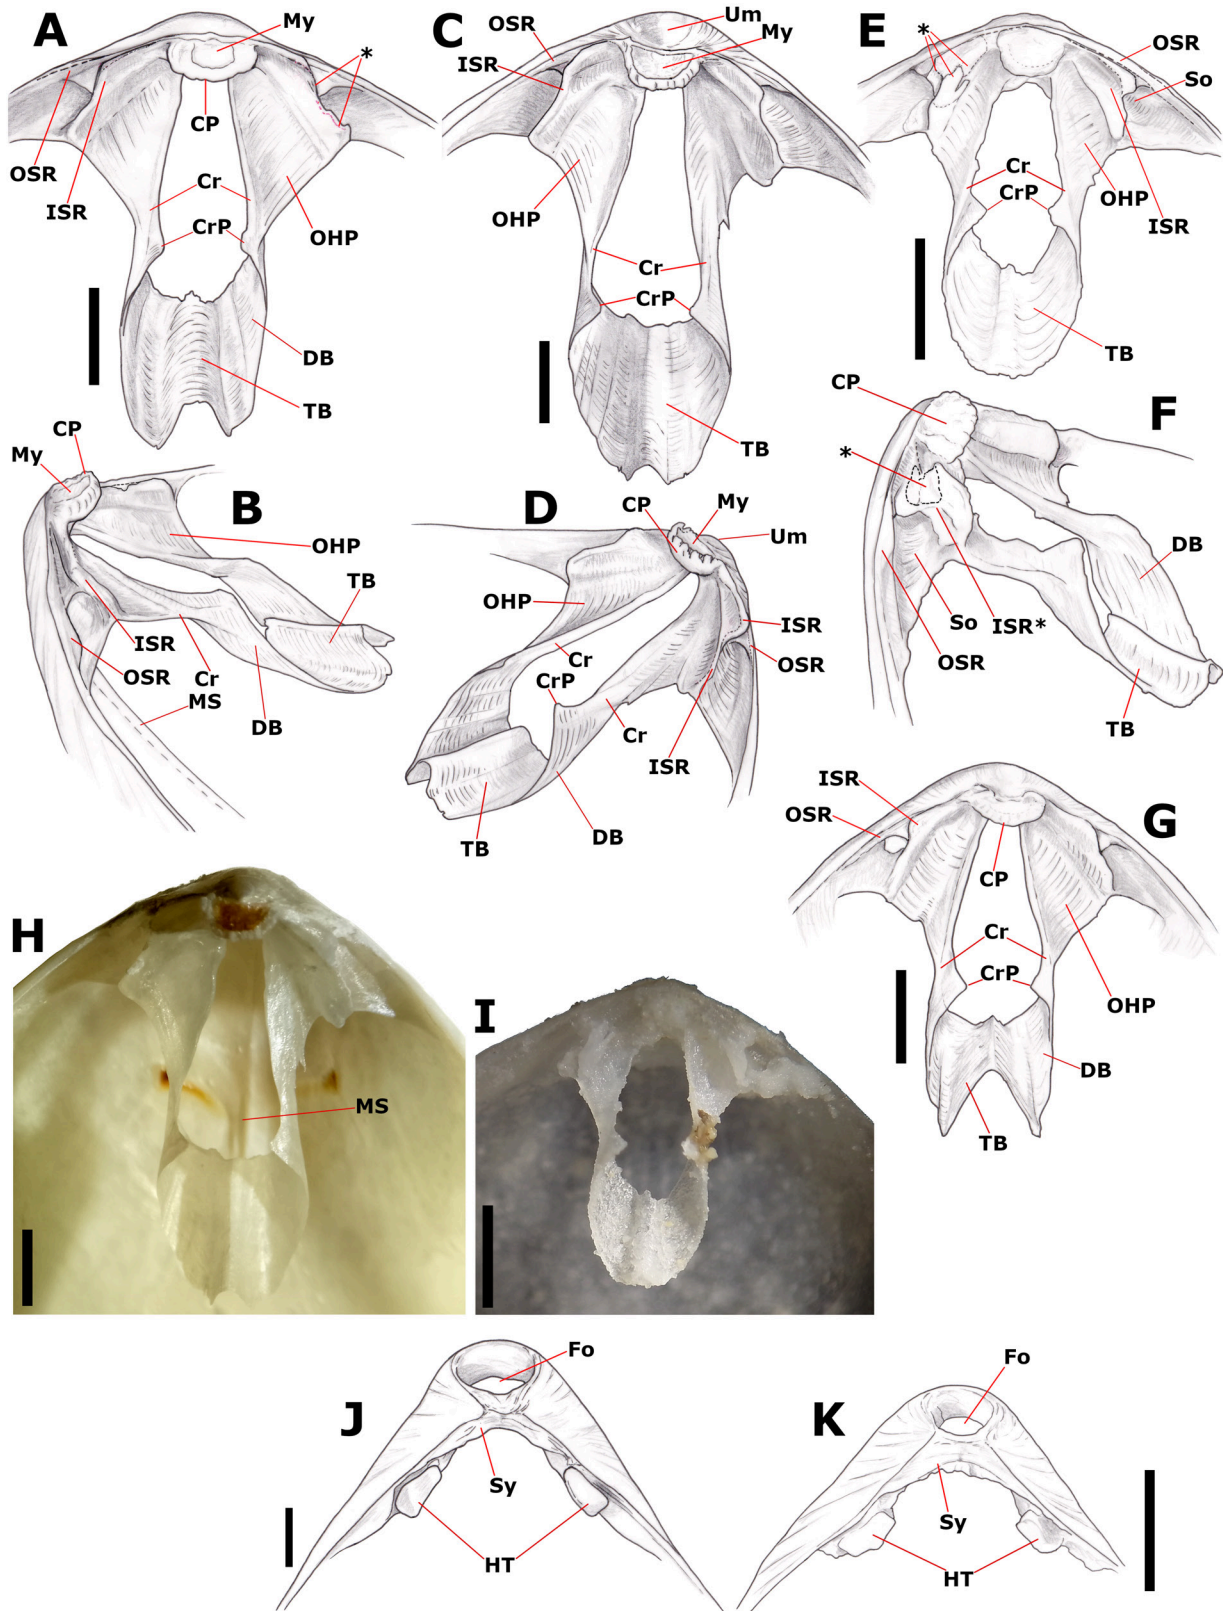 A
My
*
OSR
ISR
CP
Cr
CrP
OHP
DB
TB
C
OSR
ISR
Um
My
OHP
Cr
CrP
TB
E
*
OSR
So
Cr
CrP
OHP
ISR
TB
B
CP
My
OHP
TB
ISR
OSR
Cr
MS
DB
D
CP
My
Um
OHP
ISR
OSR
Cr
CrP
Cr
ISR
DB
TB
F
CP
*
DB
So
ISR*
OSR
TB
G
ISR
OSR
CP
Cr
CrP
OHP
DB
TB
H
MS
I
J
Fo
Sy
HT
K
Fo
Sy
HT